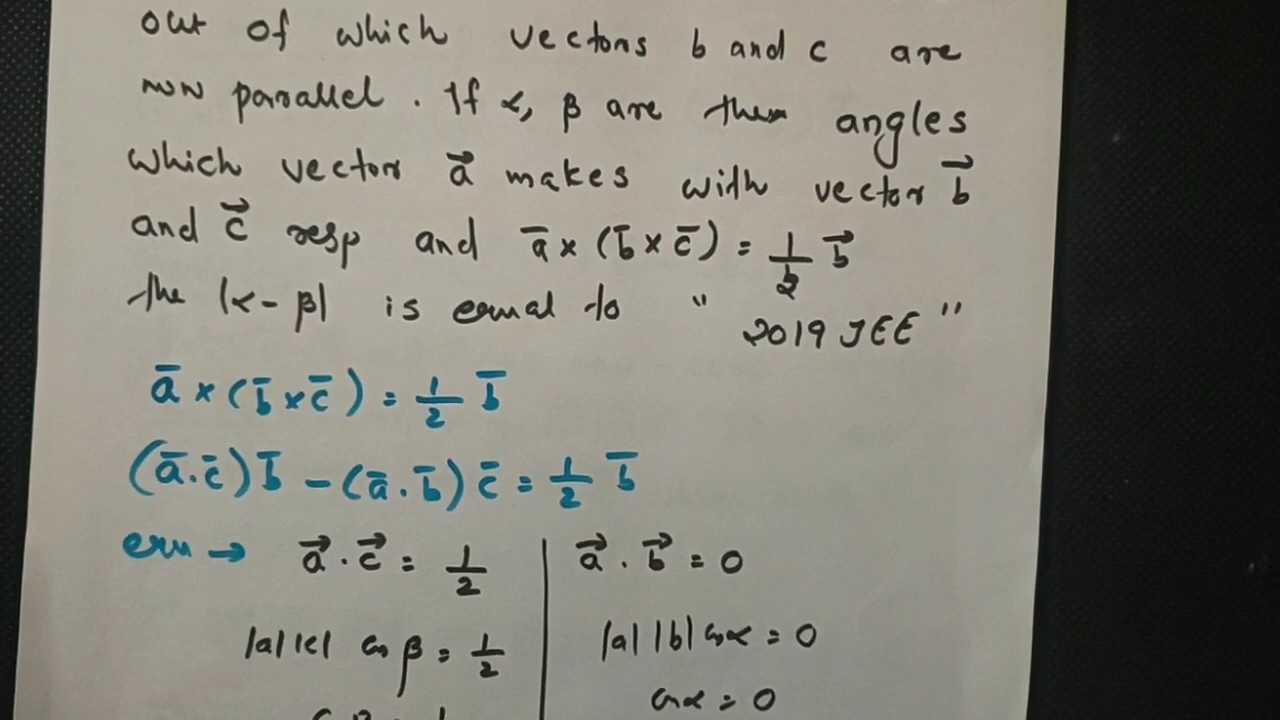 out of which vectors b and c are
non parallel. If α, β are then angles
which vector a⃗ makes with vector b⃗
and c⃗ resp and a̅ × (b̅ × c̅) = 1/2 b⃗
the |α - β| is equal to "
2019 JEE "
a̅ × (b̅ × c̅) = 1/2 b̅
(a̅.c̅)b̅ - (a̅.b̅)c̅ = 1/2 b̅
→ a⃗.c⃗ = 1/2
a⃗.b⃗ = 0
|a||c| cos β = 1/2
|a||b| cos α = 0
cos α = 0